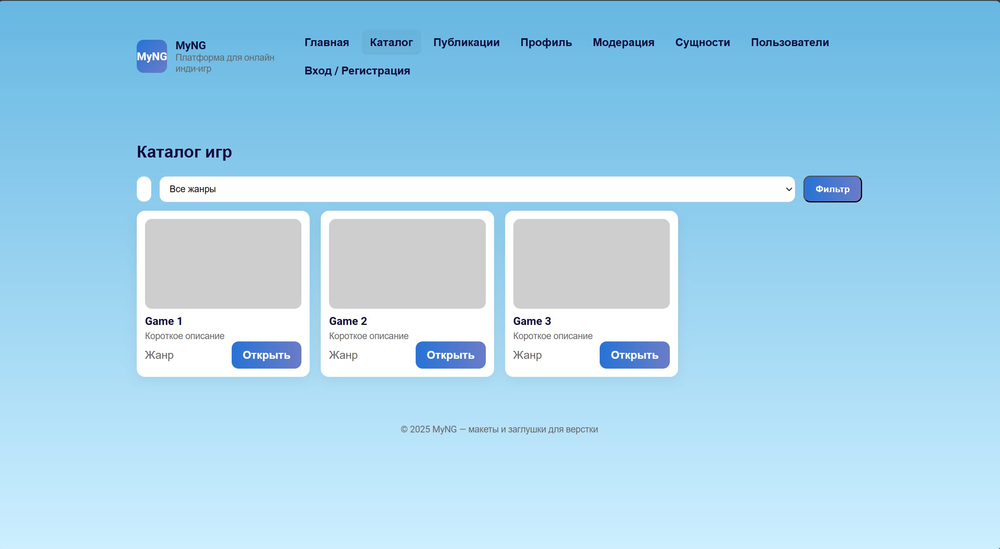 MyNG
MyNG
Платформа для онлайн
инди-игр
Главная
Каталог
Публикации
Профиль
Модерация
Сущности
Пользователи
Вход / Регистрация
Каталог игр
Все жанры
Фильтр
Game 1
Короткое описание
Жанр
Открыть
Game 2
Короткое описание
Жанр
Открыть
Game 3
Короткое описание
Жанр
Открыть
© 2025 MyNG — макеты и заглушки для верстки